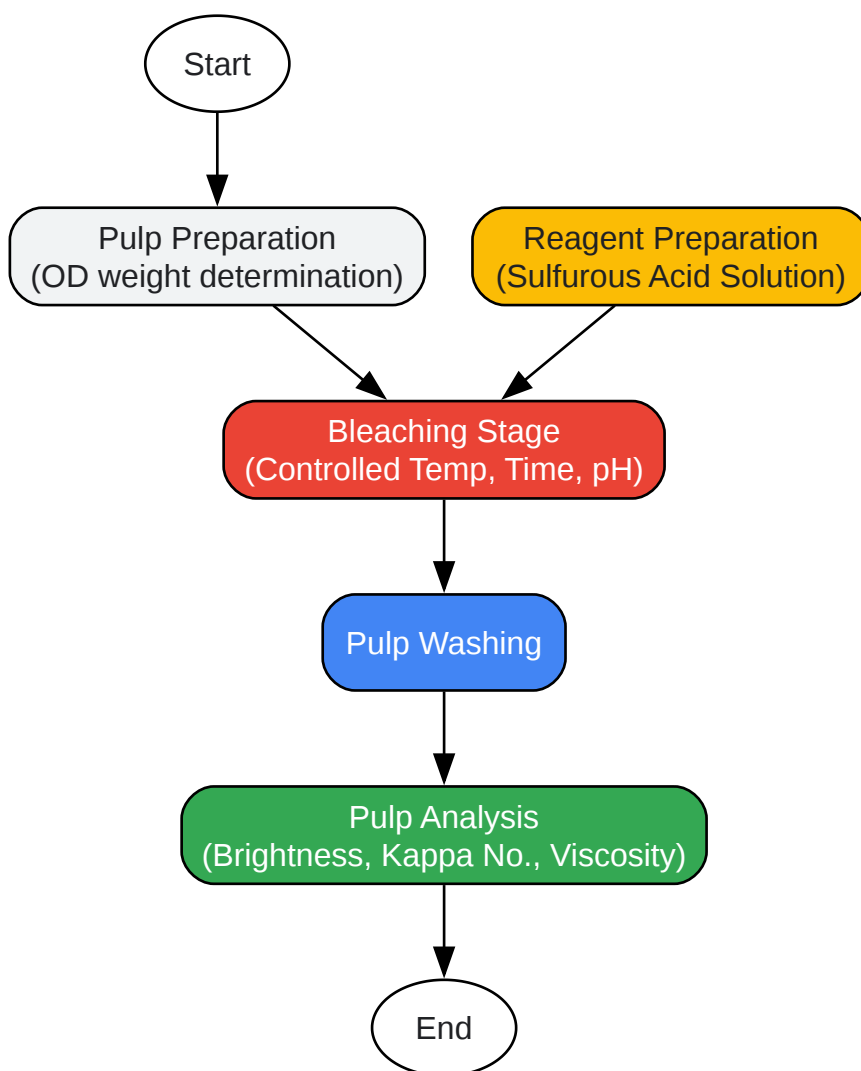 Start
Pulp Preparation
(OD weight determination)
Reagent Preparation
(Sulfurous Acid Solution)
Bleaching Stage
(Controlled Temp, Time, pH)
Pulp Washing
Pulp Analysis
(Brightness, Kappa No., Viscosity)
End